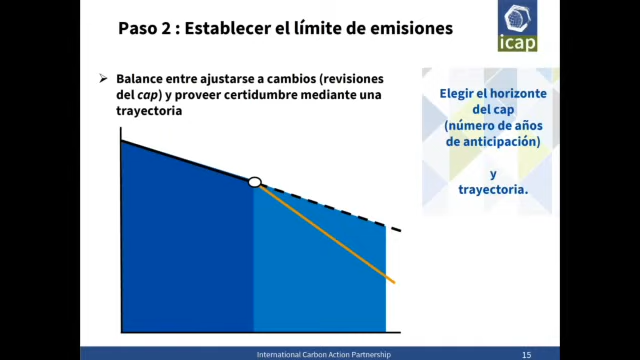 Paso 2 : Establecer el límite de emisiones
icap
➢ Balance entre ajustarse a cambios (revisiones
del cap) y proveer certidumbre mediante una
trayectoria
Elegir el horizonte
del cap
(número de años
de anticipación)
y
trayectoria.
International Carbon Action Partnership
15